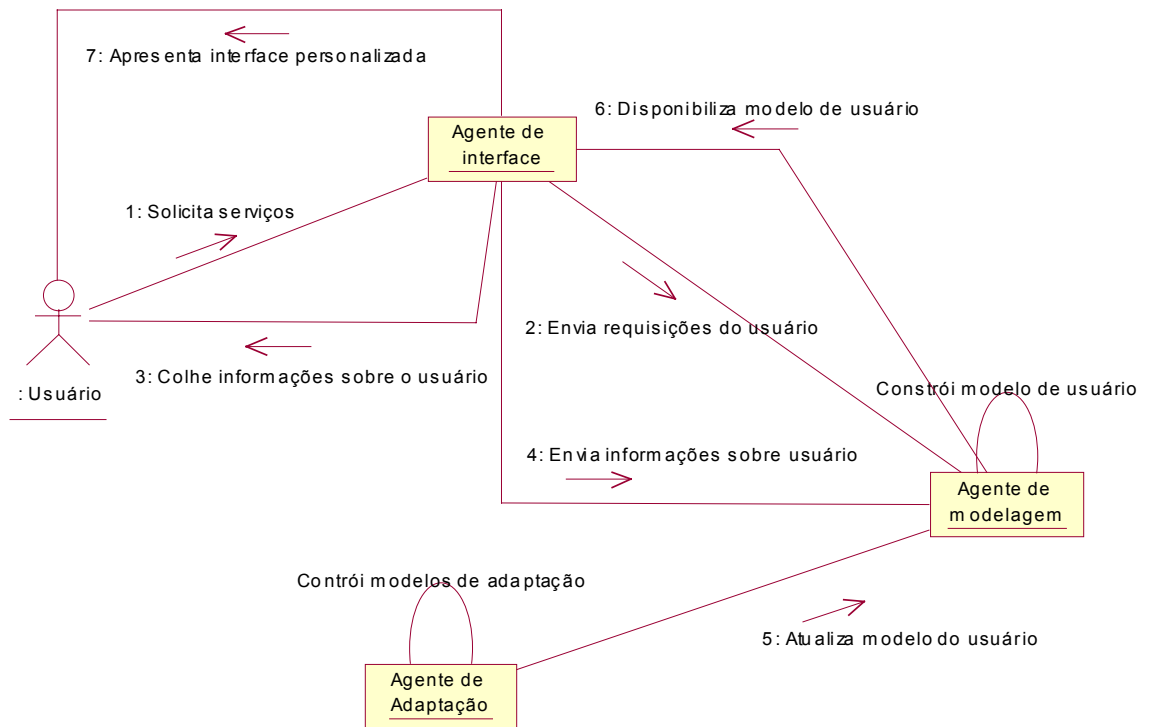 7: Apresenta interface personalizada
6: Disponibiliza modelo de usuário
Agente de
interface
1: Solicita serviços
2: Envia requisições do usuário
3: Colhe informações sobre o usuário
: Usuário
Constrói modelo de usuário
4: Envia informações sobre usuário
Agente de
modelagem
Contrói modelos de adaptação
5: Atualiza modelo do usuário
Agente de
Adaptação